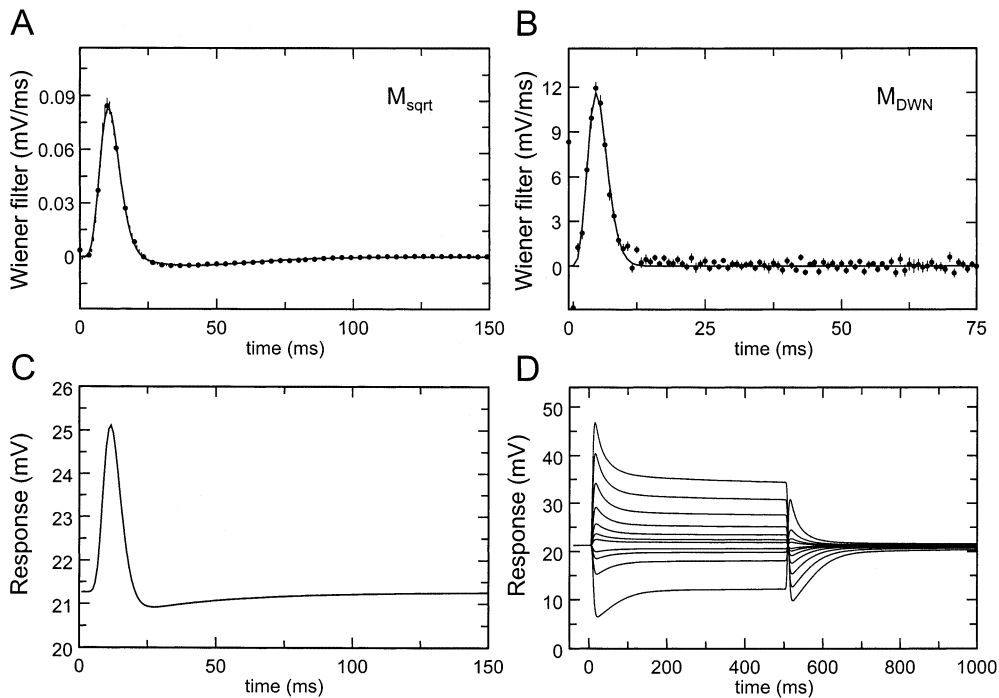 A
B
Wiener filter (mV/ms)
0.09
0.06
0.03
0
M_sqrt
0 50 100 150
time (ms)
Wiener filter (mV/ms)
12
9
6
3
0
M_DWN
0 25 50 75
time (ms)
C
D
Response (mV)
26
25
24
23
22
21
20
0 50 100 150
time (ms)
Response (mV)
50
40
30
20
10
0
0 200 400 600 800 1000
time (ms)